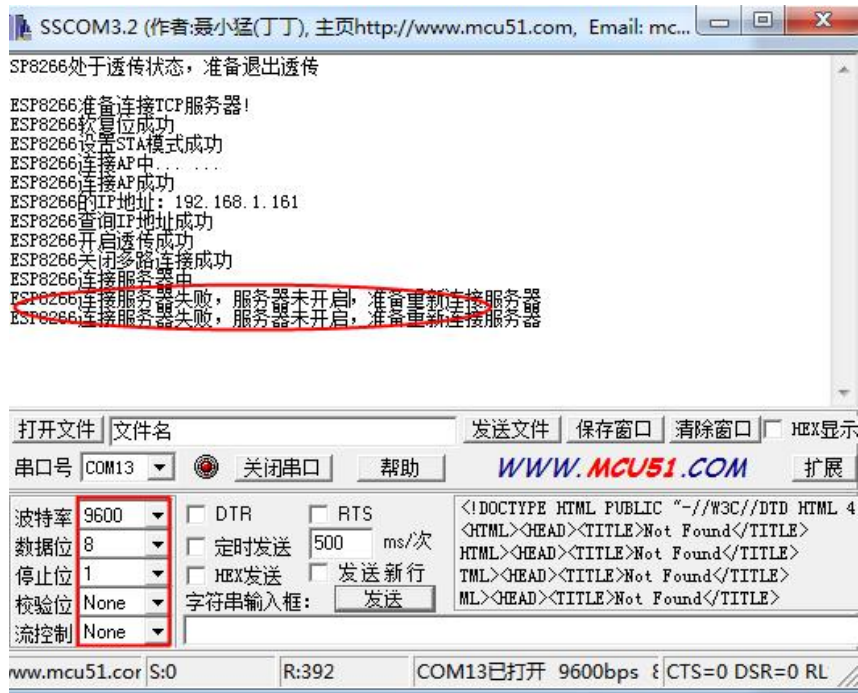 SSCOM3.2 (作者:聂小猛(丁丁), 主页http://www.mcu51.com, Email: mc...
SP8266处于透传状态，准备退出透传
ESP8266准备连接TCP服务器!
ESP8266软复位成功
ESP8266设置STA模式成功
ESP8266连接AP中... ...
ESP8266连接AP成功
ESP8266的IP地址: 192.168.1.161
ESP8266查询IP地址成功
ESP8266开启透传成功
ESP8266关闭多路连接成功
ESP8266连接服务器中
ESP8266连接服务器失败，服务器未开启，准备重新连接服务器
ESP8266连接服务器失败，服务器未开启，准备重新连接服务器
打开文件 文件名 发送文件 保存窗口 清除窗口 HEX显示
串口号 COM13 关闭串口 帮助 WWW.MCU51.COM 扩展
波特率 9600 DTR RTS
数据位 8 定时发送 500 ms/次
停止位 1 HEX发送 发送新行
校验位 None 字符串输入框: 发送
流控制 None
<!DOCTYPE HTML PUBLIC "-//W3C//DTD HTML 4
<HTML><HEAD><TITLE>Not Found</TITLE>
HTML><HEAD><TITLE>Not Found</TITLE>
TML><HEAD><TITLE>Not Found</TITLE>
ML><HEAD><TITLE>Not Found</TITLE>
www.mcu51.cor S:0 R:392 COM13已打开 9600bps 8 CTS=0 DSR=0 RL